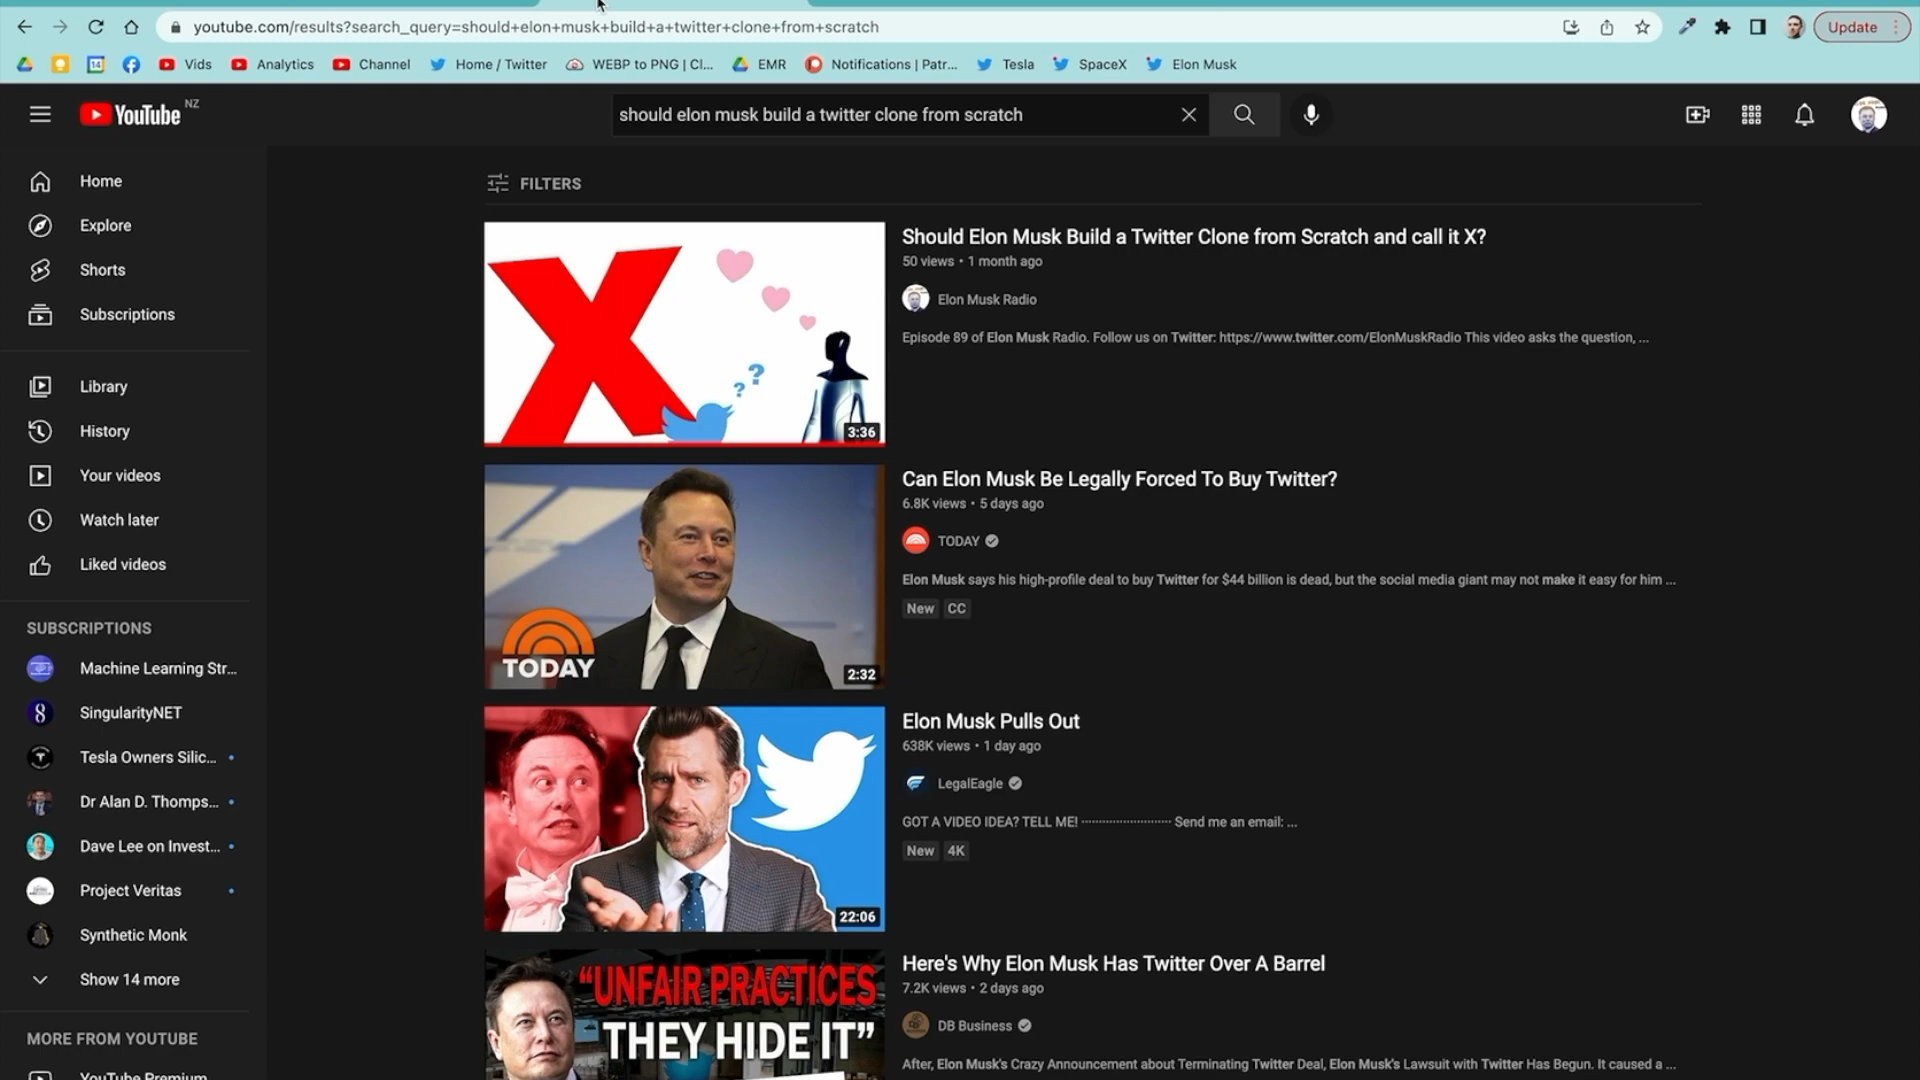 youtube.com/results?search_query=should+elon+musk+build+a+twitter+clone+from+scratch
Update
14
Vids
Analytics
Channel
Home / Twitter
WEBP to PNG | Cl...
EMR
Notifications | Patr...
Tesla
SpaceX
Elon Musk
YouTube NZ
should elon musk build a twitter clone from scratch
Home
Explore
Shorts
Subscriptions
Library
History
Your videos
Watch later
Liked videos
SUBSCRIPTIONS
Machine Learning Str...
SingularityNET
Tesla Owners Silic...
Dr Alan D. Thomps...
Dave Lee on Invest...
Project Veritas
Synthetic Monk
Show 14 more
MORE FROM YOUTUBE
YouTube Premium
FILTERS
X
? ?
3:36
Should Elon Musk Build a Twitter Clone from Scratch and call it X?
50 views • 1 month ago
Elon Musk Radio
Episode 89 of Elon Musk Radio. Follow us on Twitter: https://www.twitter.com/ElonMuskRadio This video asks the question, ...
TODAY
2:32
Can Elon Musk Be Legally Forced To Buy Twitter?
6.8K views • 5 days ago
TODAY
Elon Musk says his high-profile deal to buy Twitter for $44 billion is dead, but the social media giant may not make it easy for him ...
New CC
22:06
Elon Musk Pulls Out
638K views • 1 day ago
LegalEagle
GOT A VIDEO IDEA? TELL ME! ························ Send me an email: ...
New 4K
“UNFAIR PRACTICES
THEY HIDE IT”
Here's Why Elon Musk Has Twitter Over A Barrel
7.2K views • 2 days ago
DB Business
After, Elon Musk's Crazy Announcement about Terminating Twitter Deal, Elon Musk's Lawsuit with Twitter Has Begun. It caused a ...